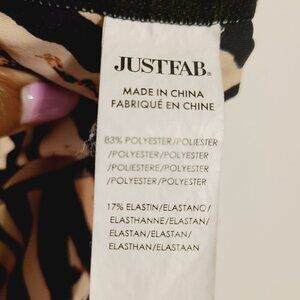 JUSTFAB®
MADE IN CHINA
FABRIQUÉ EN CHINE
83% POLYESTER/POLIESTER
/POLYESTER/POLYESTER
/POLIESTERE/POLYESTER
/POLYESTER/POLYESTER
17% ELASTIN/ELASTANO/
ELASTHANNE/ELASTAN/
ELASTAN/ELASTAN/
ELASTHAN/ELASTAAN